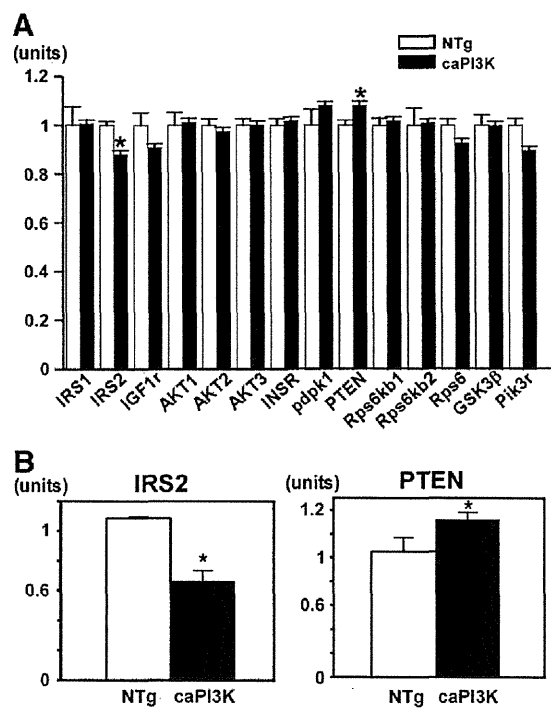 A
(units)
NTg
caPI3K
1.2
1
0.8
0.6
0.4
0.2
0
*
*
IRS1
IRS2
IGF1r
AKT1
AKT2
AKT3
INSR
pdpk1
PTEN
Rps6kb1
Rps6kb2
Rps6
GSK3β
Pik3r
B
(units)
IRS2
1
0.6
0
*
NTg caPI3K
(units)
PTEN
1.2
1
0.6
0.6
0
*
NTg caPI3K